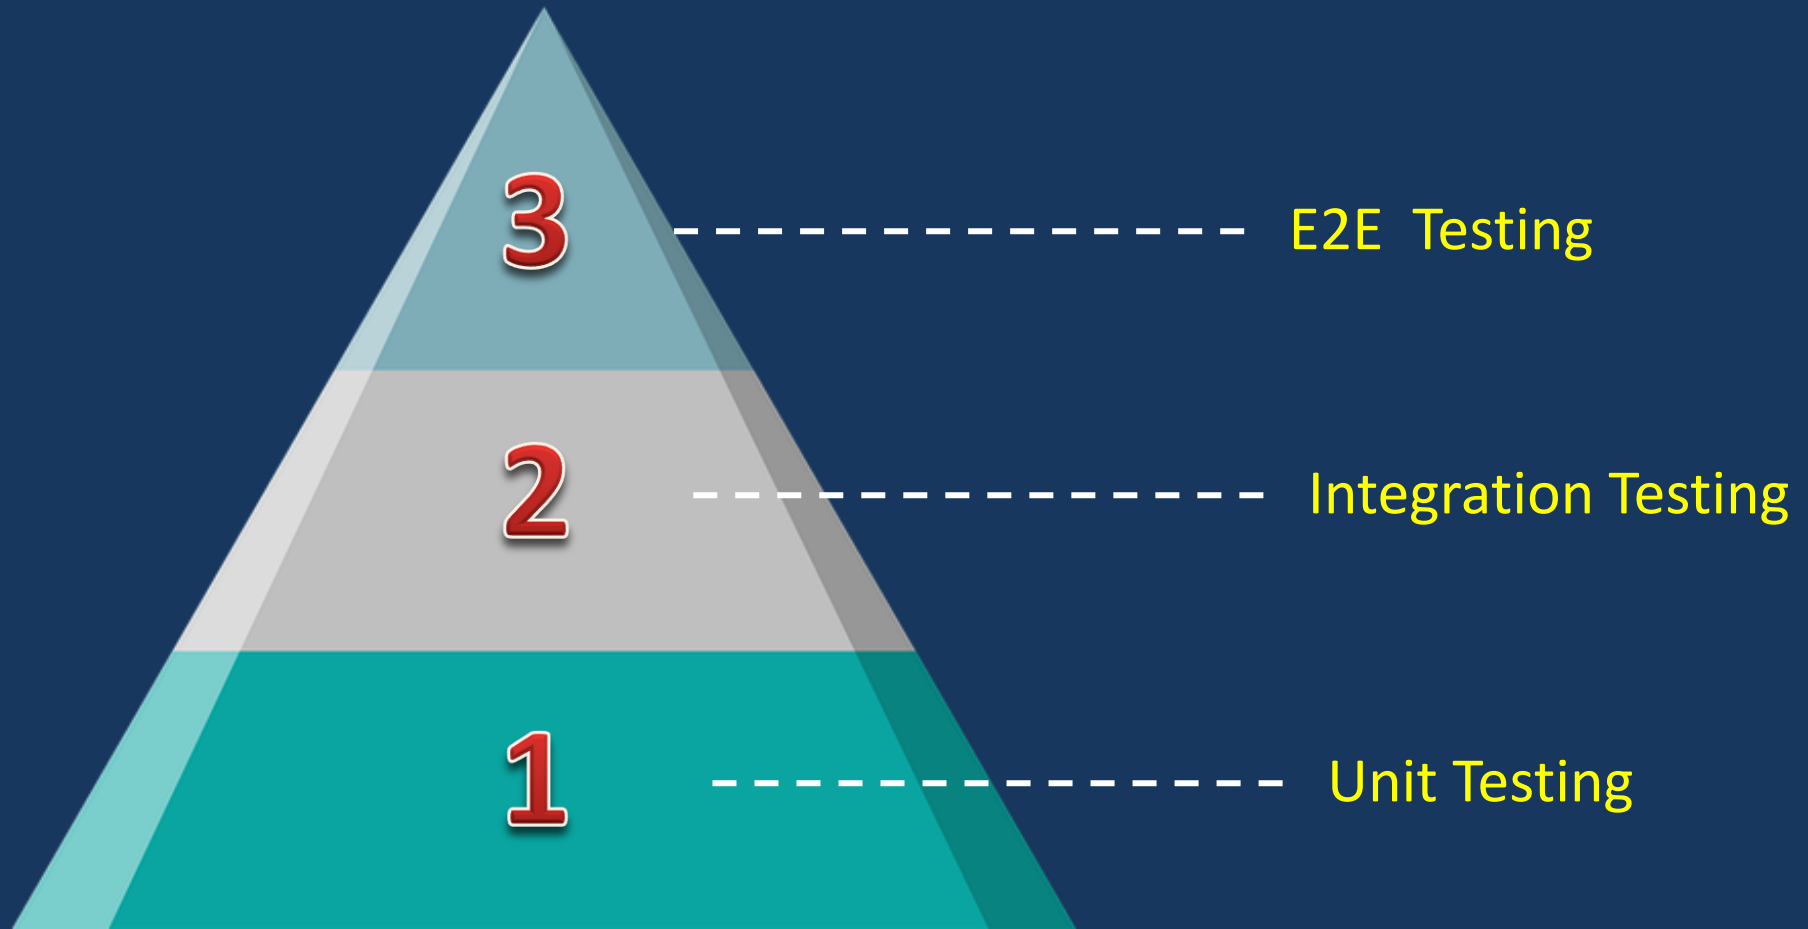 3
E2E  Testing
2
Integration Testing
1
Unit Testing